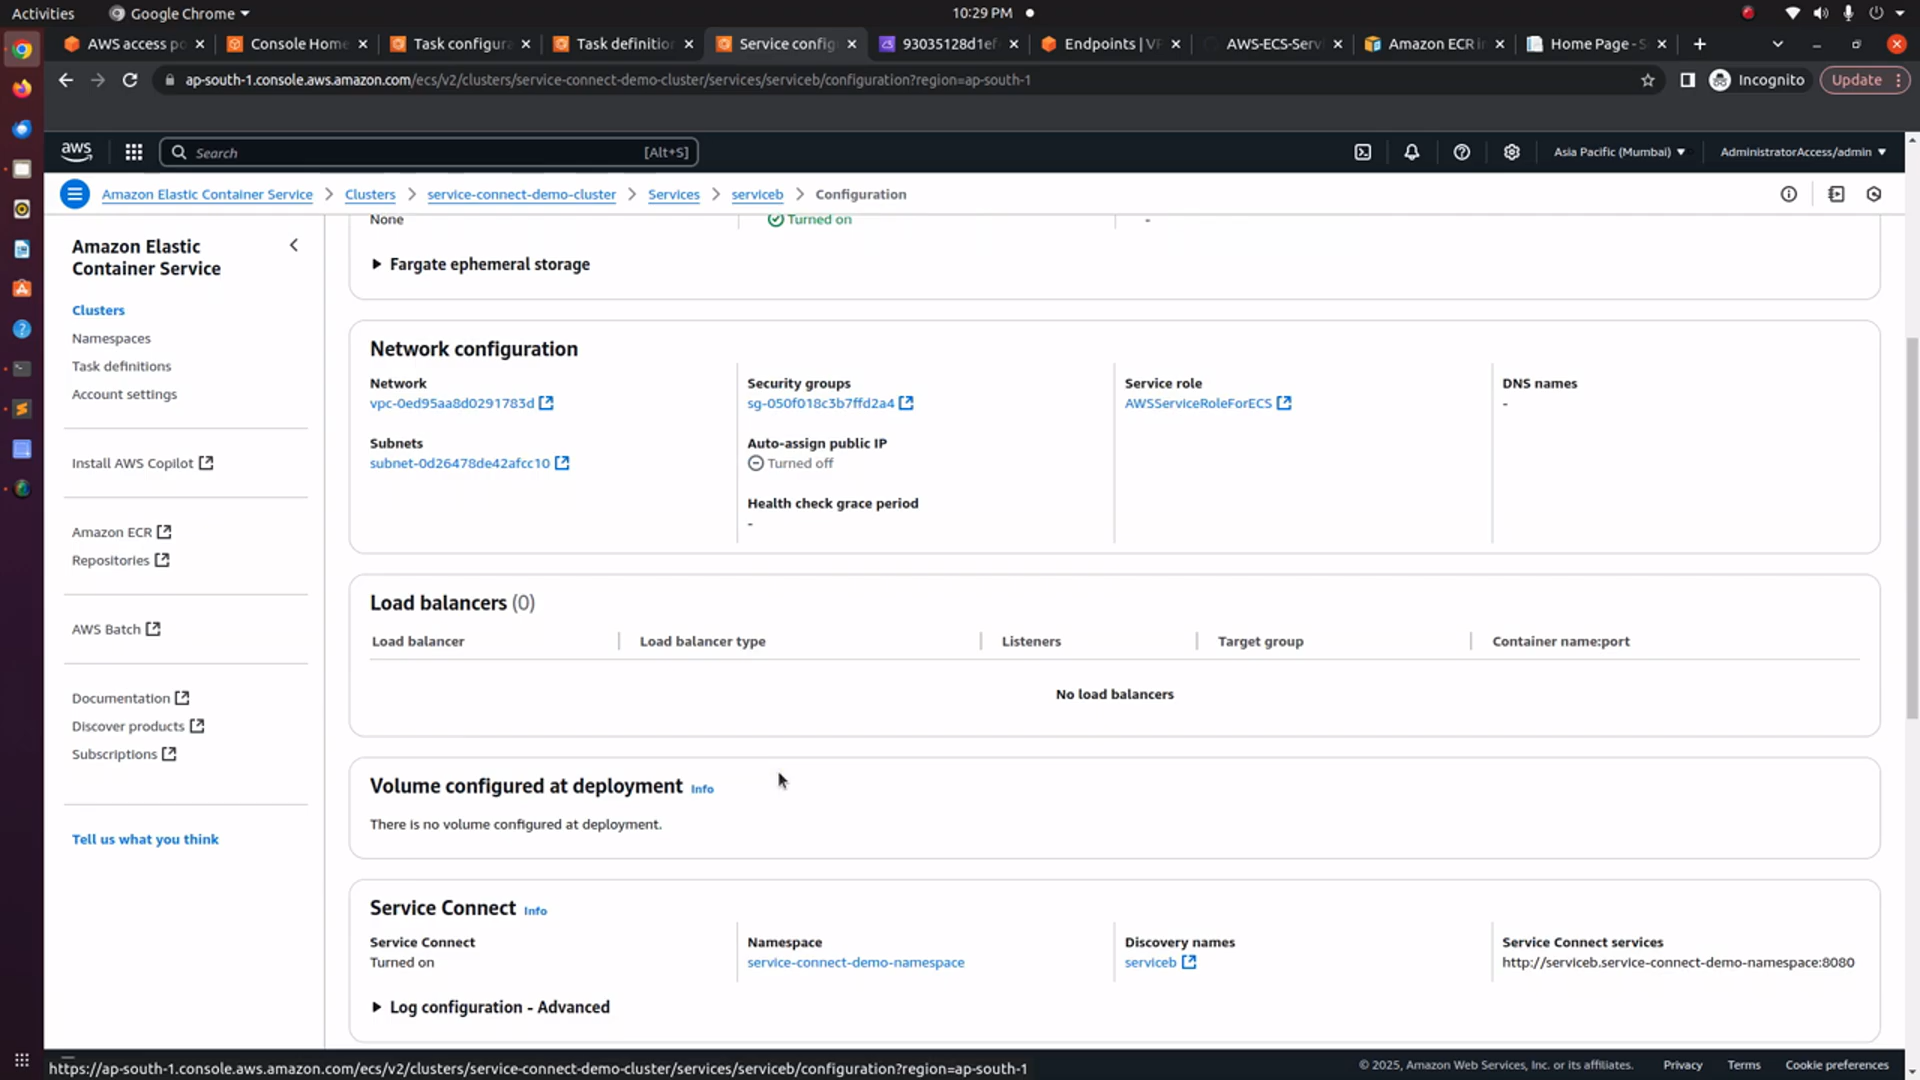 Activities
Google Chrome
10:29 PM
AWS access po
Console Home
Task configura
Task definitio
Service config
93035128d1ef
Endpoints | VP
AWS-ECS-Serv
Amazon ECR in
Home Page - S
ap-south-1.console.aws.amazon.com/ecs/v2/clusters/service-connect-demo-cluster/services/serviceb/configuration?region=ap-south-1
Incognito
Update
aws
Search
[Alt+S]
Asia Pacific (Mumbai)
AdministratorAccess/admin
Amazon Elastic Container Service
Clusters
service-connect-demo-cluster
Services
serviceb
Configuration
Amazon Elastic
Container Service
Clusters
Namespaces
Task definitions
Account settings
Install AWS Copilot
Amazon ECR
Repositories
AWS Batch
Documentation
Discover products
Subscriptions
Tell us what you think
None
Turned on
-
Fargate ephemeral storage
Network configuration
Network
vpc-0ed95aa8d0291783d
Subnets
subnet-0d26478de42afcc10
Security groups
sg-050f018c3b7ffd2a4
Auto-assign public IP
Turned off
Health check grace period
-
Service role
AWSServiceRoleForECS
DNS names
-
Load balancers (0)
Load balancer
Load balancer type
Listeners
Target group
Container name:port
No load balancers
Volume configured at deployment Info
There is no volume configured at deployment.
Service Connect Info
Service Connect
Turned on
Namespace
service-connect-demo-namespace
Discovery names
serviceb
Service Connect services
http://serviceb.service-connect-demo-namespace:8080
Log configuration - Advanced
https://ap-south-1.console.aws.amazon.com/ecs/v2/clusters/service-connect-demo-cluster/services/serviceb/configuration?region=ap-south-1
© 2025, Amazon Web Services, Inc. or its affiliates.
Privacy
Terms
Cookie preferences